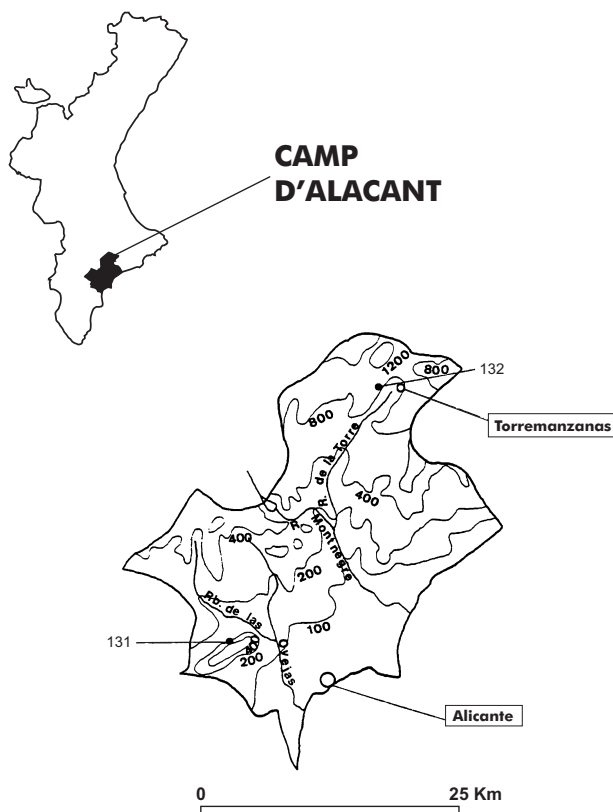 CAMP
D'ALACANT
1200
800
132
Torremanzanas
800
R. de la Torre
400
R. Montnegre
400
200
Rb. de las Ovejas
100
131
200
Alicante
0 25 Km